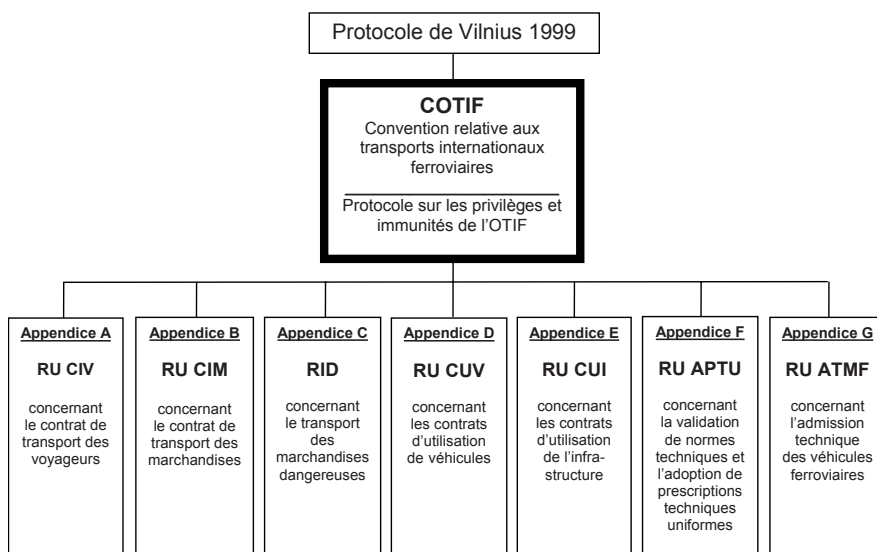 Protocole de Vilnius 1999
COTIF
Convention relative aux
transports internationaux
ferroviaires
Protocole sur les privilèges et
immunités de l'OTIF
Appendice A
RU CIV
concernant
le contrat de
transport des
voyageurs
Appendice B
RU CIM
concernant
le contrat de
transport des
marchandises
Appendice C
RID
concernant
le transport
des
marchandises
dangereuses
Appendice D
RU CUV
concernant
les contrats
d'utilisation
de véhicules
Appendice E
RU CUI
concernant
les contrats
d'utilisation
de l'infra-
structure
Appendice F
RU APTU
concernant
la validation
de normes
techniques et
l'adoption de
prescriptions
techniques
uniformes
Appendice G
RU ATMF
concernant
l'admission
technique
des véhicules
ferroviaires